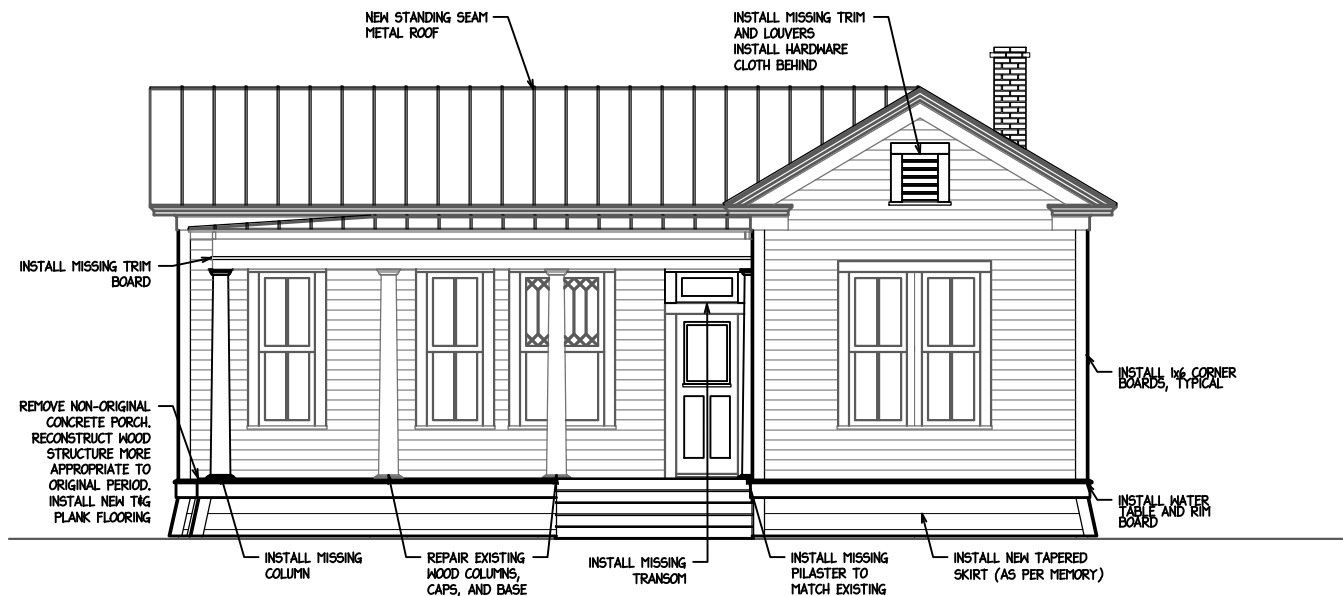 NEW STANDING SEAM
METAL ROOF
INSTALL MISSING TRIM
AND LOUVERS
INSTALL HARDWARE
CLOTH BEHIND
INSTALL MISSING TRIM
BOARD
REMOVE NON-ORIGINAL
CONCRETE PORCH.
RECONSTRUCT WOOD
STRUCTURE MORE
APPROPRIATE TO
ORIGINAL PERIOD.
INSTALL NEW T&G
PLANK FLOORING
INSTALL 1x6 CORNER
BOARDS, TYPICAL
INSTALL WATER
TABLE AND RIM
BOARD
INSTALL MISSING
COLUMN
REPAIR EXISTING
WOOD COLUMNS,
CAPS, AND BASE
INSTALL MISSING
TRANSOM
INSTALL MISSING
PILASTER TO
MATCH EXISTING
INSTALL NEW TAPERED
SKIRT (AS PER MEMORY)